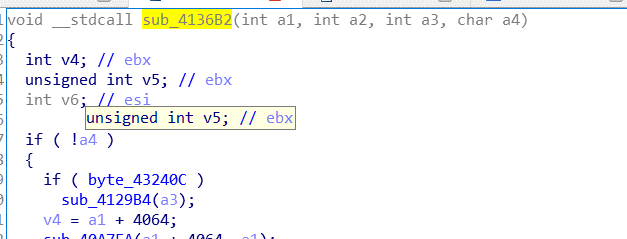 void __stdcall sub_4136B2(int a1, int a2, int a3, char a4)
{
int v4; // ebx
unsigned int v5; // ebx
int v6; // esi
unsigned int v5; // ebx
if ( !a4 )
{
if ( byte_43240C )
sub_4129B4(a3);
v4 = a1 + 4064;